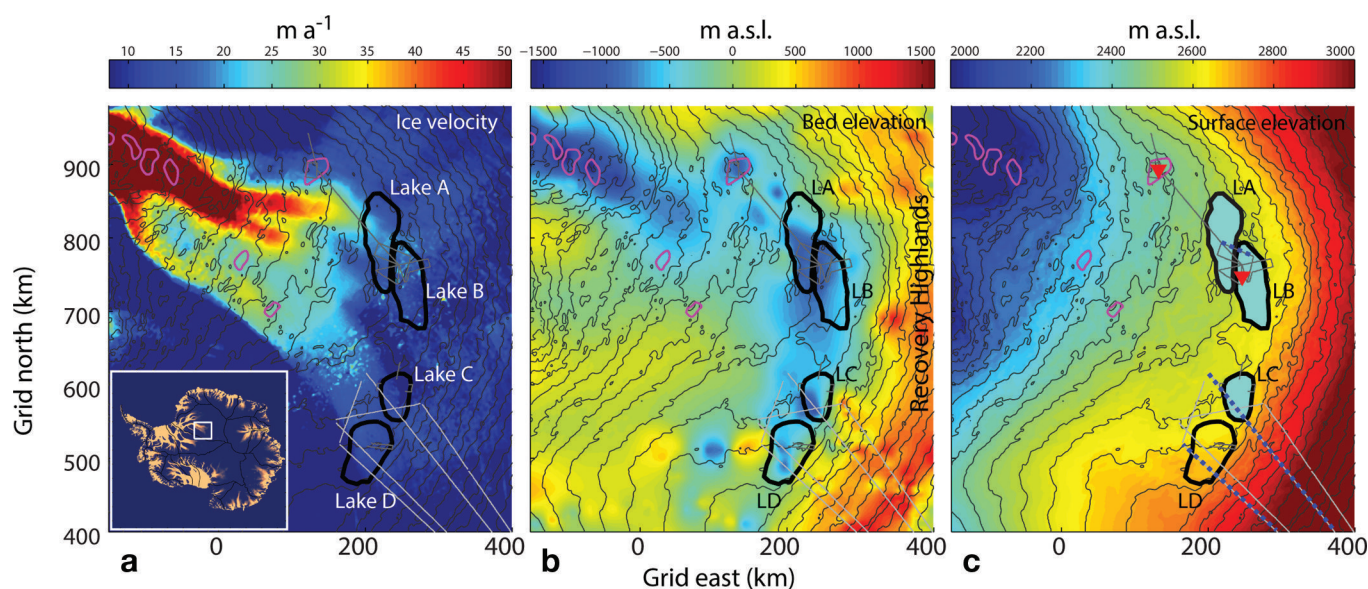 m a-1
m a.s.l.
m a.s.l.
10 15 20 25 30 35 40 45 50
−1500 −1000 −500 0 500 1000 1500
2000 2200 2400 2600 2800 3000
Ice velocity
Bed elevation
Surface elevation
900
800
700
600
500
400
Grid north (km)
Lake A
Lake B
Lake C
Lake D
LA
LB
LC
LD
Recovery Highlands
LA
LB
LC
LD
0 200 400
0 200 400
0 200 400
a
b
c
Grid east (km)